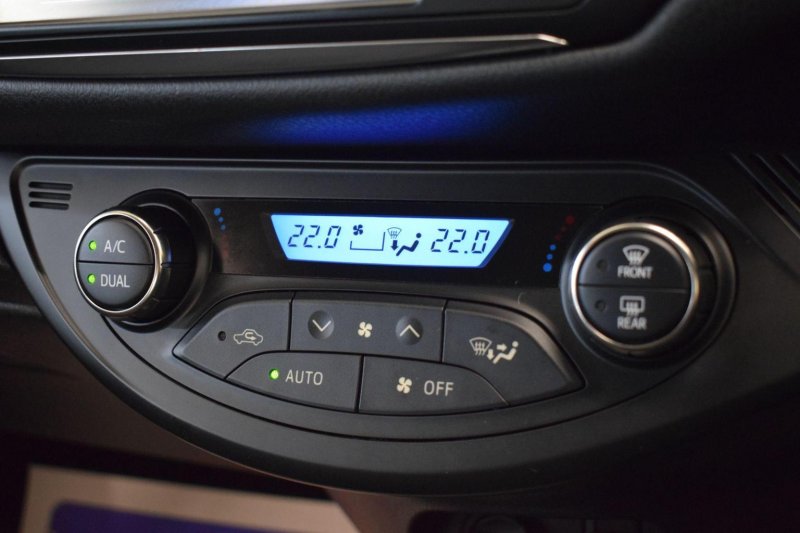 22.0 22.0
A/C
DUAL
FRONT
REAR
AUTO
OFF